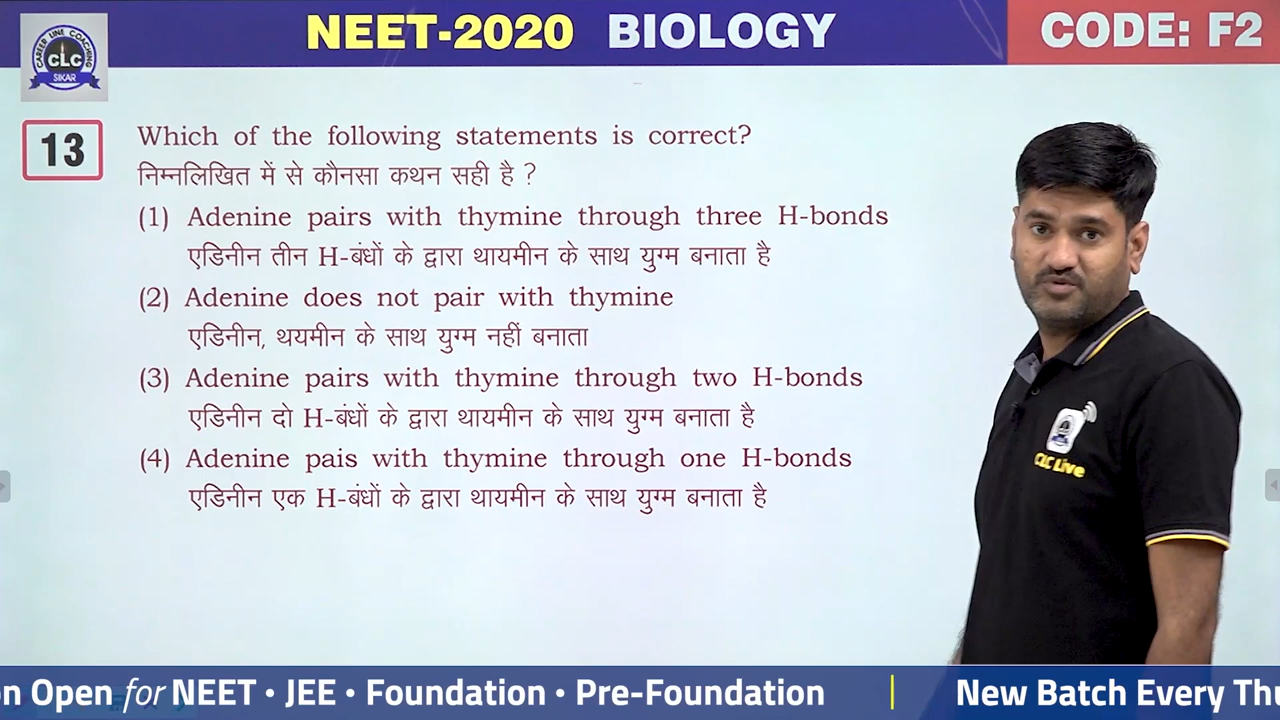 CAREER LINE COACHING
CLC
SIKAR
NEET-2020 BIOLOGY
CODE: F2
13
Which of the following statements is correct?
निम्नलिखित में से कौनसा कथन सही है ?
(1) Adenine pairs with thymine through three H-bonds
एडिनीन तीन H-बंधों के द्वारा थायमीन के साथ युग्म बनाता है
(2) Adenine does not pair with thymine
एडिनीन, थयमीन के साथ युग्म नहीं बनाता
(3) Adenine pairs with thymine through two H-bonds
एडिनीन दो H-बंधों के द्वारा थायमीन के साथ युग्म बनाता है
(4) Adenine pais with thymine through one H-bonds
एडिनीन एक H-बंधों के द्वारा थायमीन के साथ युग्म बनाता है
CLC Live
on Open for NEET • JEE • Foundation • Pre-Foundation | New Batch Every Thu